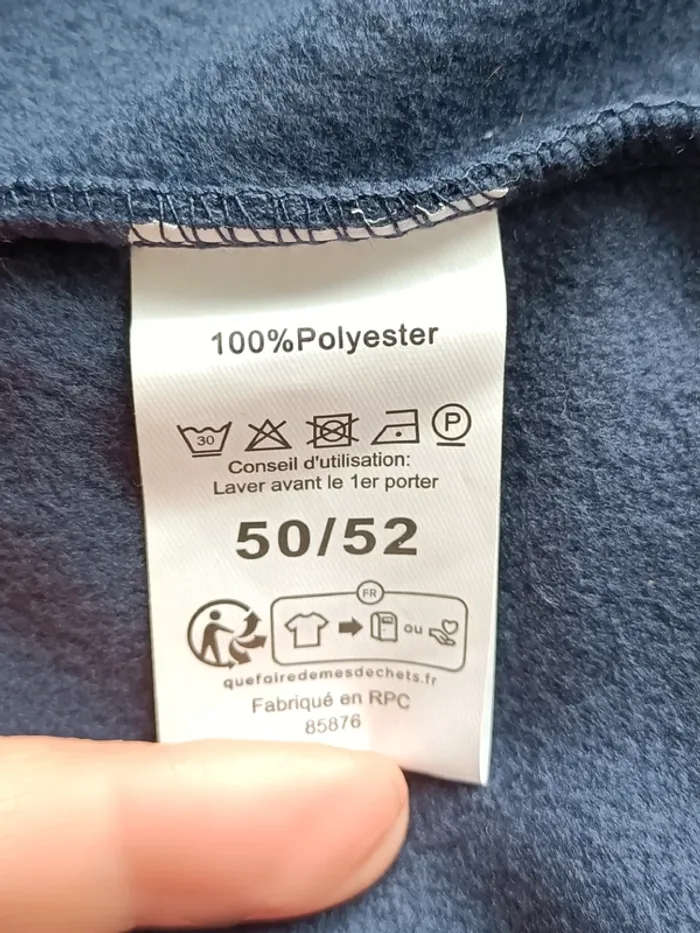 100%Polyester
30 P
Conseil d'utilisation:
Laver avant le 1er porter
50/52
FR
ou
quefairedemesdechets.fr
Fabriqué en RPC
85876